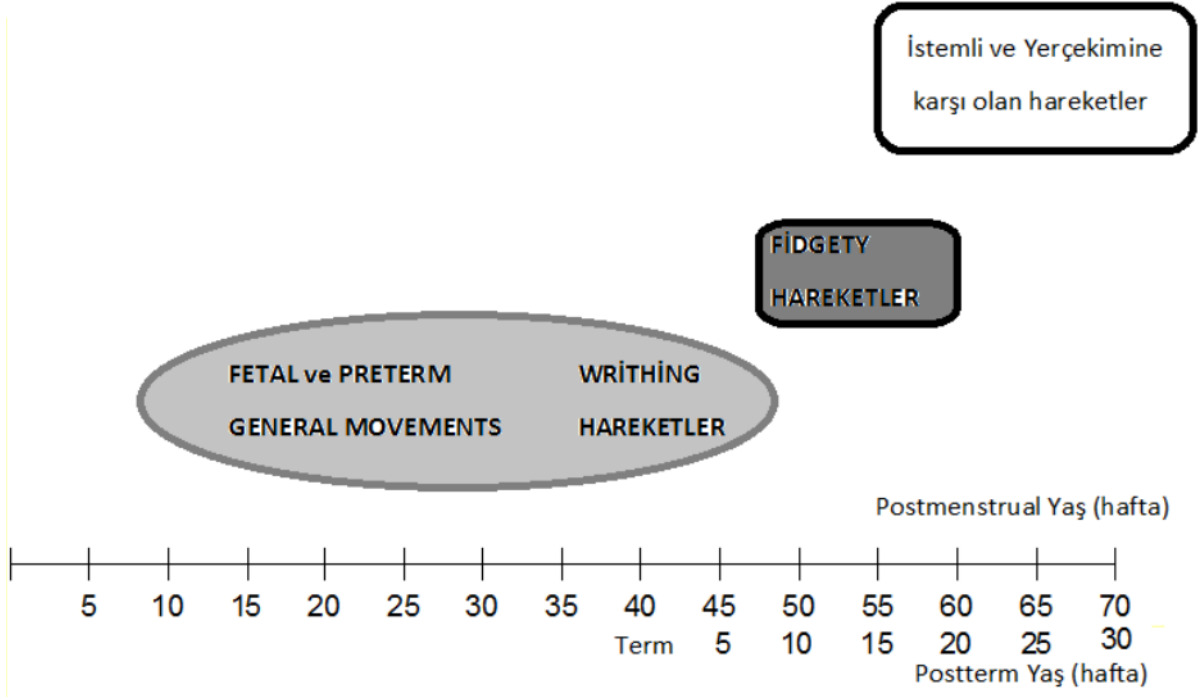 İstemli ve Yerçekimine
karşı olan hareketler
FİDGETY
HAREKETLER
FETAL ve PRETERM
GENERAL MOVEMENTS
WRİTHİNG
HAREKETLER
Postmenstrual Yaş (hafta)
5 10 15 20 25 30 35 40 45 50 55 60 65 70
Term 5 10 15 20 25 30
Postterm Yaş (hafta)